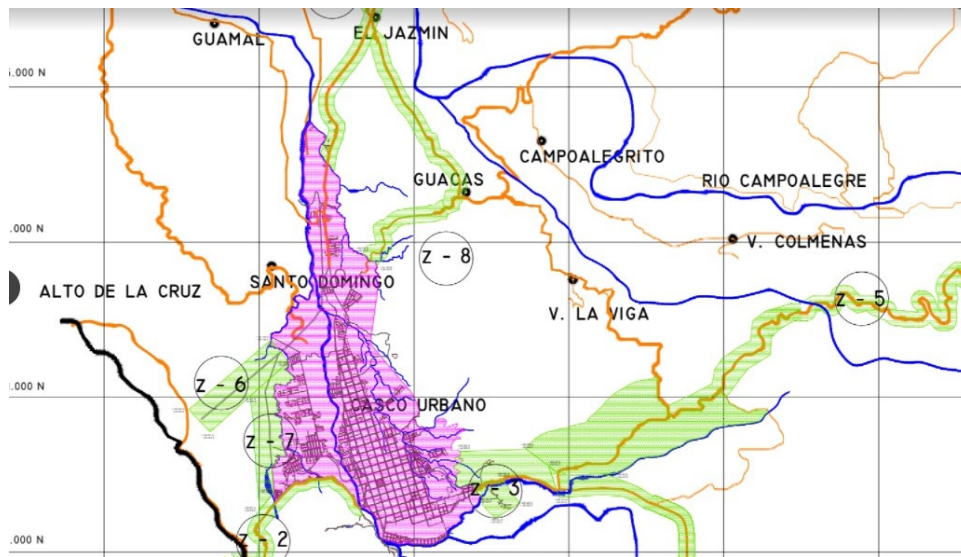 GUAMAL
EL JAZMIN
5.000 N
CAMPOALEGRITO
GUACAS
RIO CAMPOALEGRE
.000 N
Z - 8
V. COLMENAS
SANTO DOMINGO
ALTO DE LA CRUZ
Z - 5
V. LA VIGA
Z - 6
.000 N
CASCO URBANO
Z - 7
Z - 3
Z - 2
.000 N